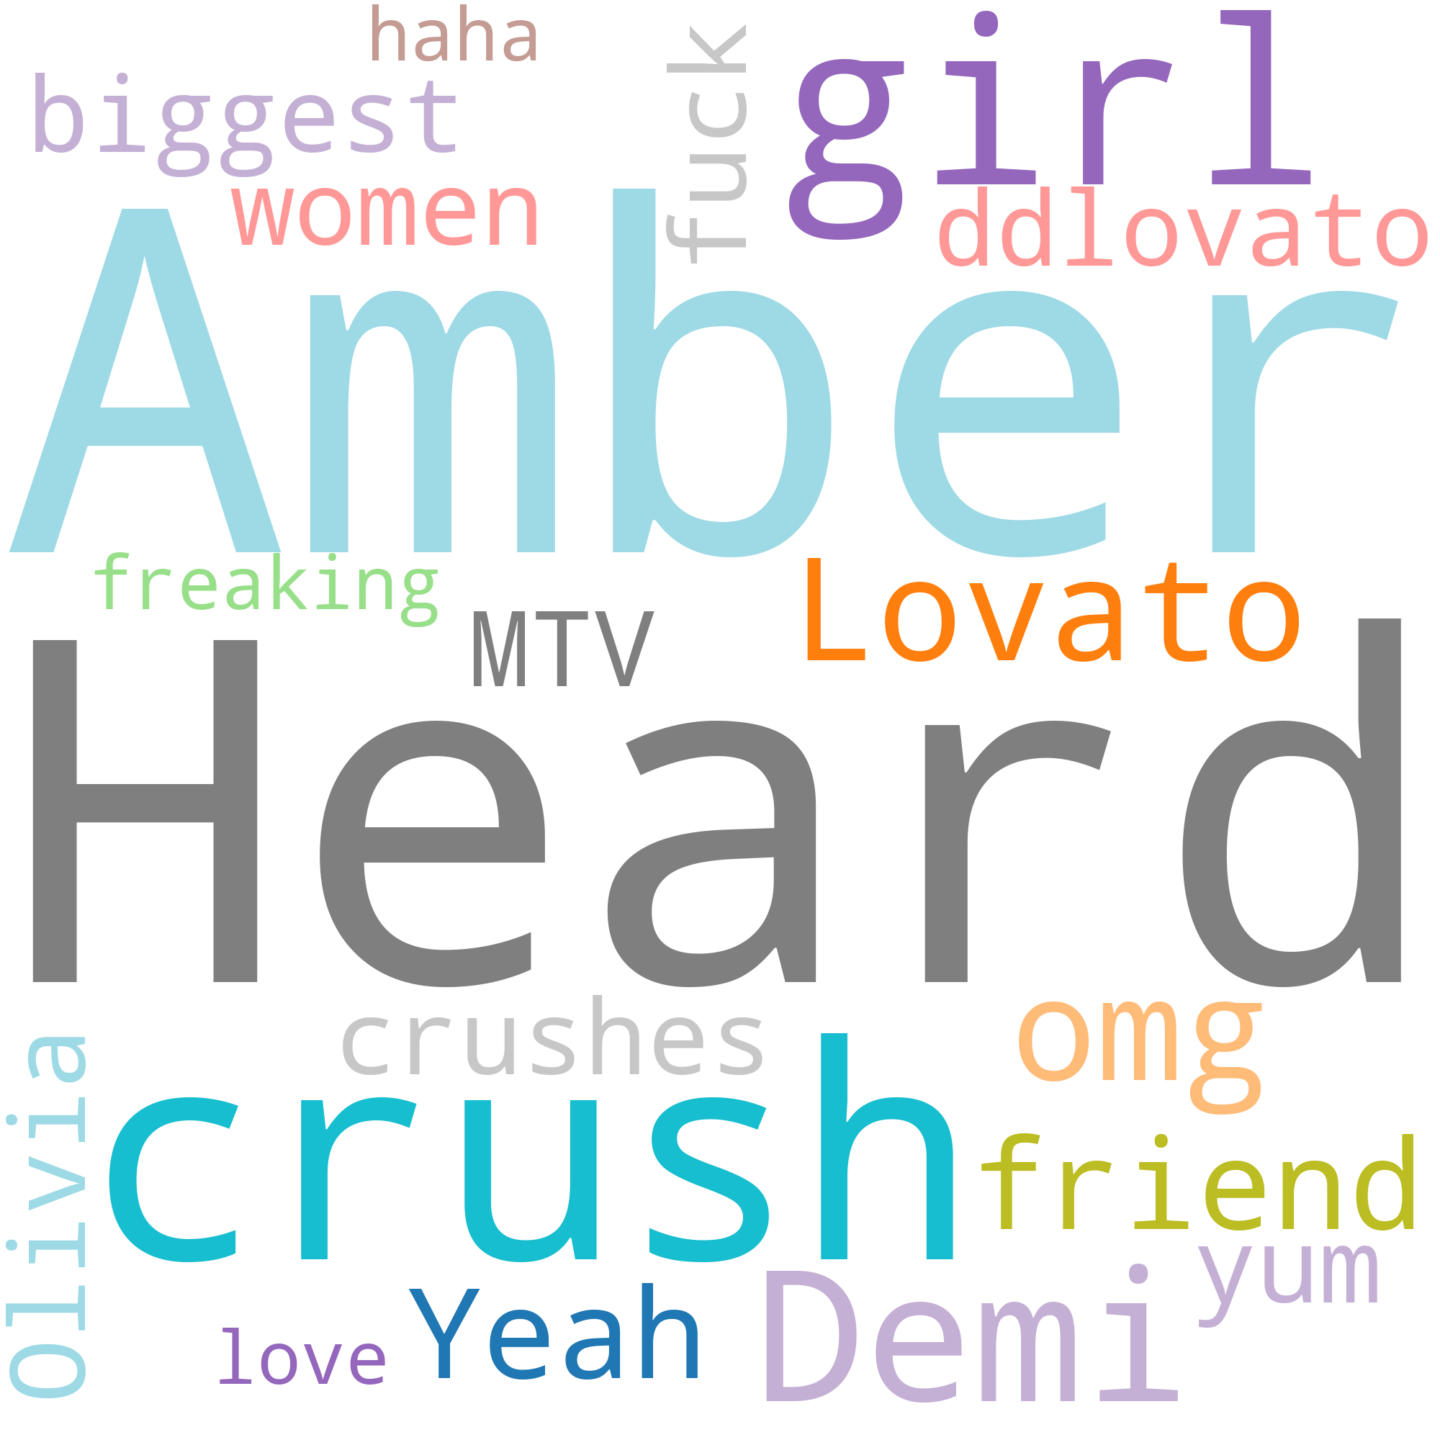 haha
biggest
fuck
girl
women
ddlovato
Amber
freaking
MTV
Lovato
Heard
crushes
omg
Olivia
crush
friend
yum
Yeah
Demi
love